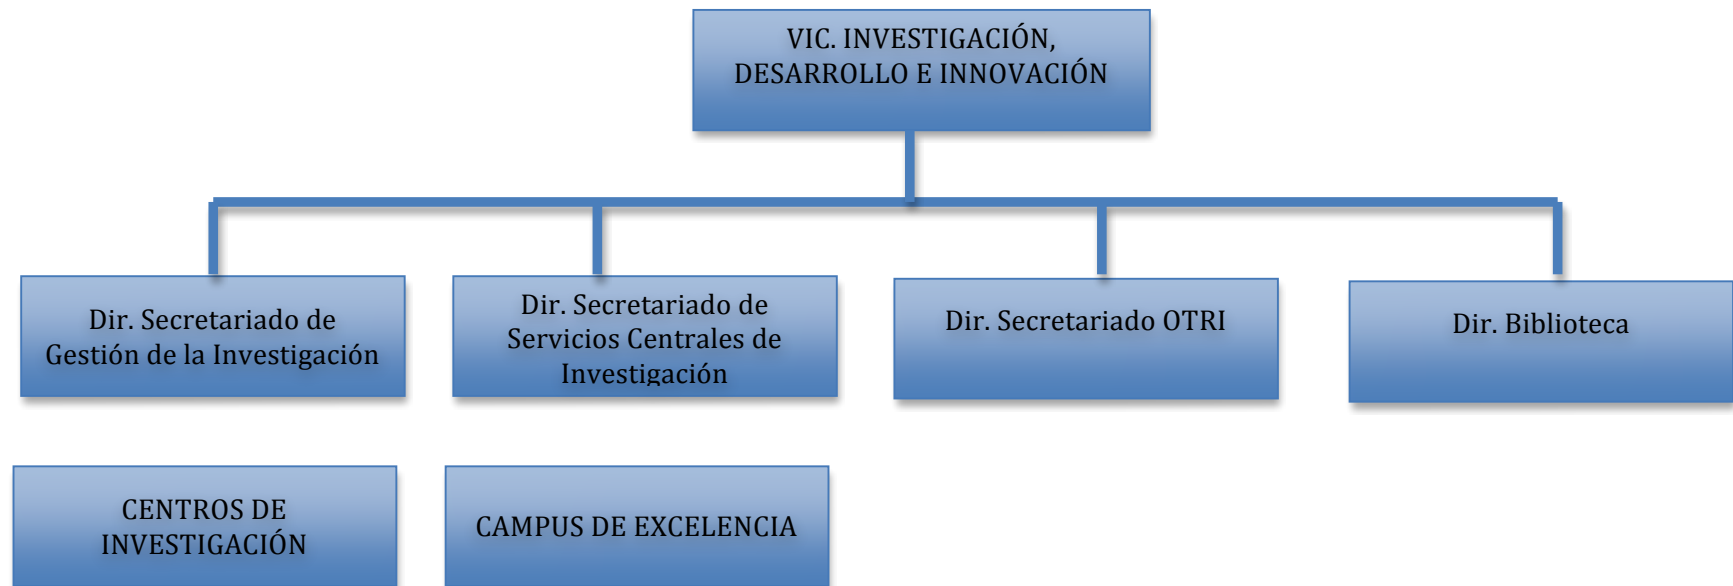 VIC. INVESTIGACIÓN,
DESARROLLO E INNOVACIÓN
Dir. Secretariado de
Gestión de la Investigación
Dir. Secretariado de
Servicios Centrales de
Investigación
Dir. Secretariado OTRI
Dir. Biblioteca
CENTROS DE
INVESTIGACIÓN
CAMPUS DE EXCELENCIA